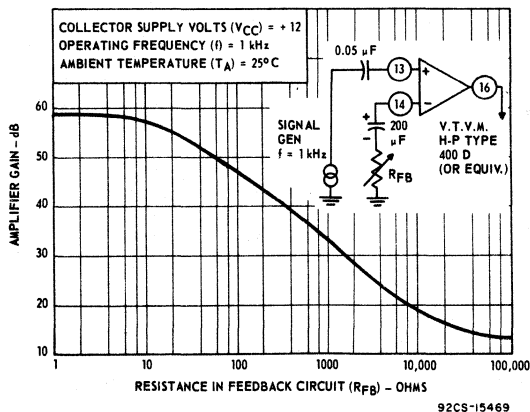 COLLECTOR SUPPLY VOLTS (VCC) = + 12
OPERATING FREQUENCY (f) = 1 kHz
AMBIENT TEMPERATURE (TA) = 25°C
0.05 µF
13
+
14
-
16
+
200
µF
-
RFB
SIGNAL
GEN
f = 1 kHz
V.T.V.M.
H-P TYPE
400 D
(OR EQUIV.)
AMPLIFIER GAIN - dB
60
50
40
30
20
10
1
10
100
1000
10,000
100,000
RESISTANCE IN FEEDBACK CIRCUIT (RFB) - OHMS
92CS-15469